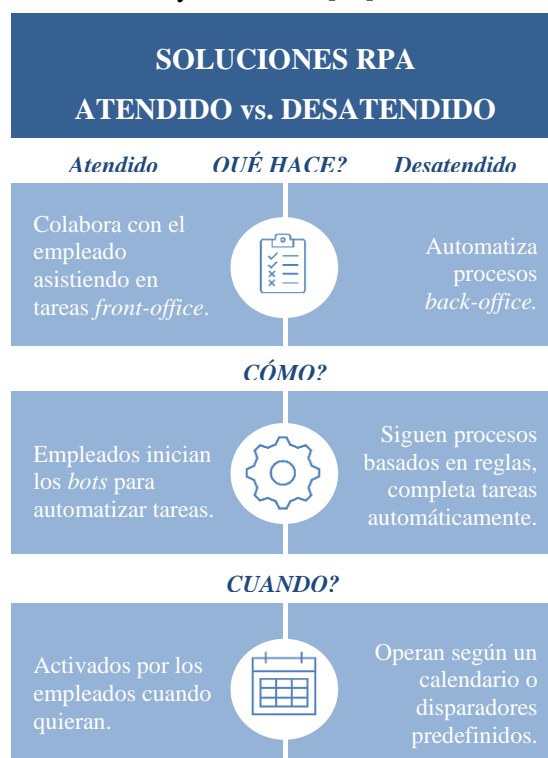 SOLUCIONES RPA
ATENDIDO vs. DESATENDIDO
Atendido QUÉ HACE? Desatendido
Colabora con el
empleado
asistiendo en
tareas front-office.
Automatiza
procesos
back-office.
CÓMO?
Empleados inician
los bots para
automatizar tareas.
Siguen procesos
basados en reglas,
completa tareas
automáticamente.
CUANDO?
Activados por los
empleados cuando
quieran.
Operan según un
calendario o
disparadores
predefinidos.